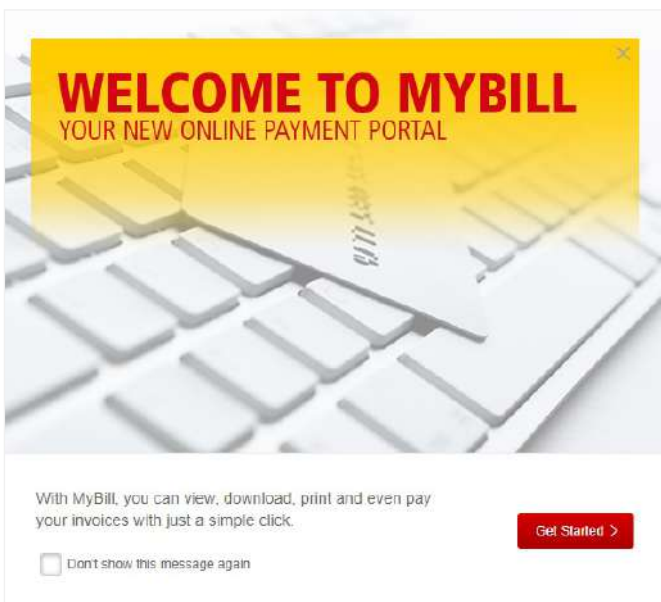 WELCOME TO MYBILL
YOUR NEW ONLINE PAYMENT PORTAL
With MyBill, you can view, download, print and even pay
your invoices with just a simple click.
Get Started >
Don't show this message again